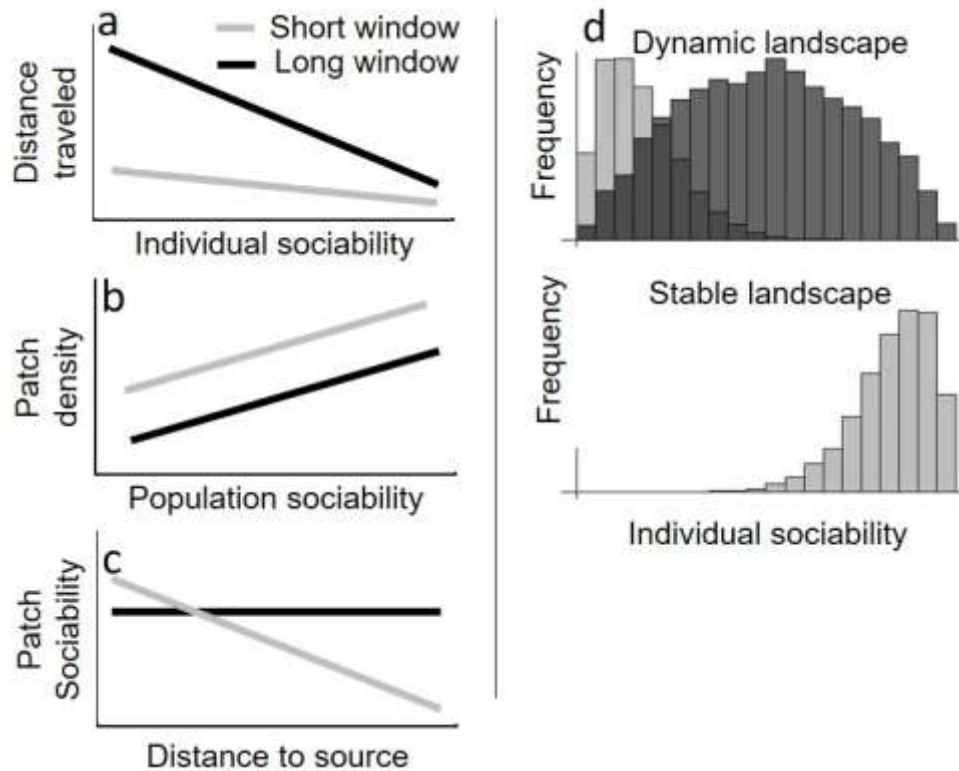 a
Short window
Long window
Distance
traveled
Individual sociability
b
Patch
density
Population sociability
c
Patch
Sociability
Distance to source
d
Dynamic landscape
Frequency
Stable landscape
Frequency
Individual sociability